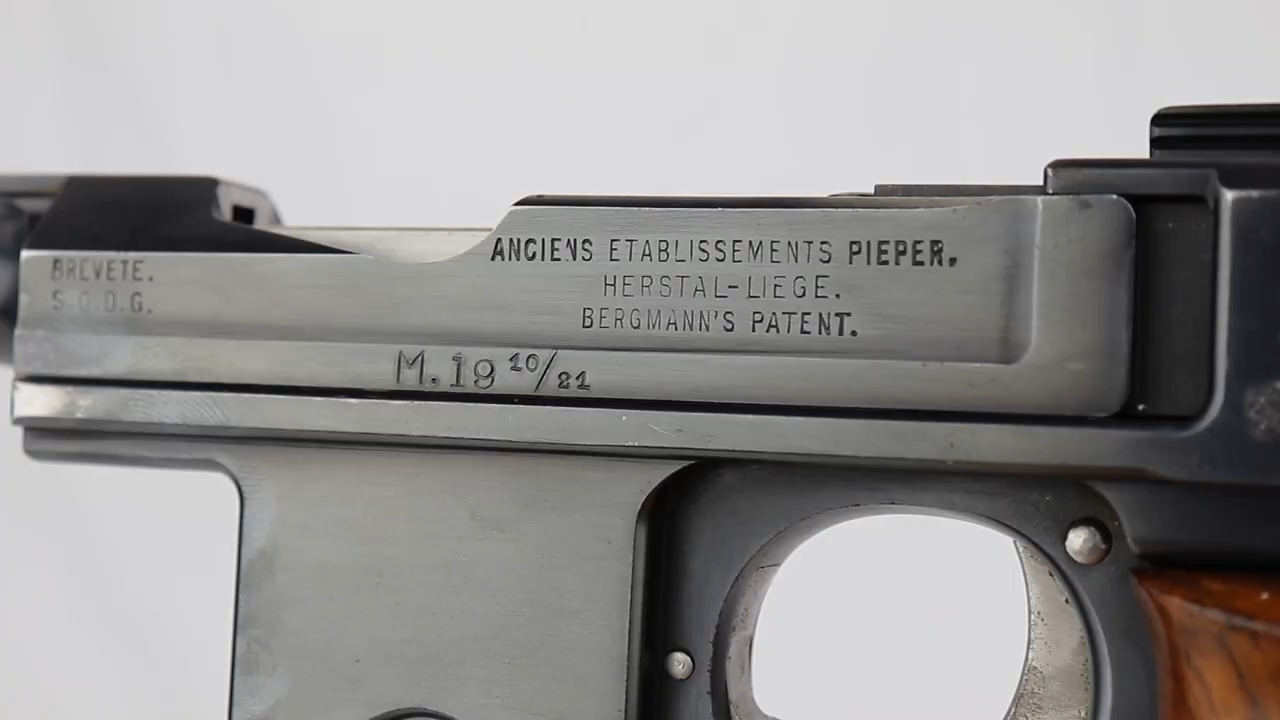 ANCIENS ETABLISSEMENTS PIEPER.
HERSTAL-LIEGE.
BERGMANN'S PATENT.
BREVETE.
S.G.D.G.
M.19 10/21